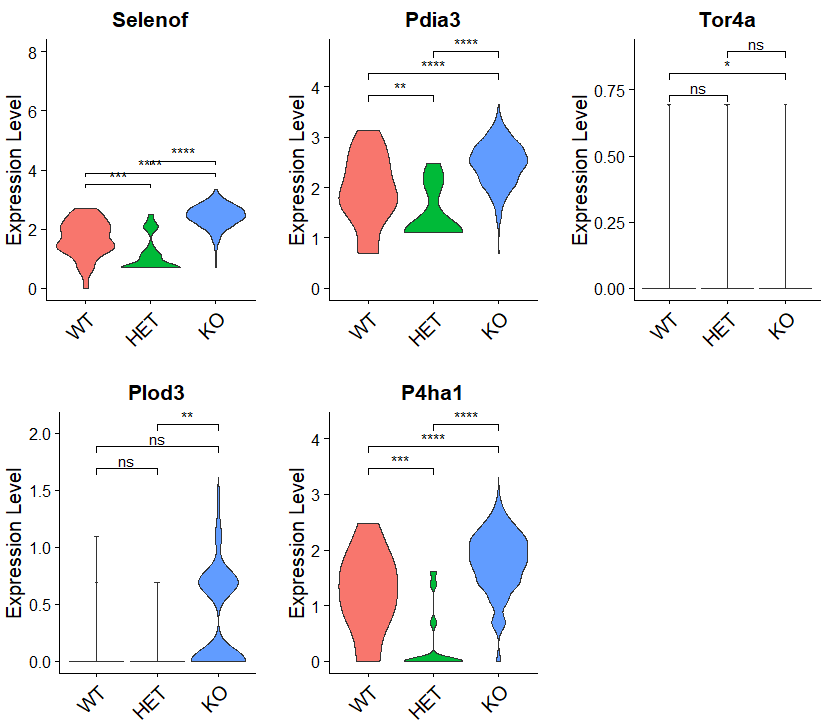 Selenof
Expression Level
8
6
4
2
0
****
****
***
WT
HET
KO
Pdia3
Expression Level
4
3
2
1
0
****
****
**
WT
HET
KO
Tor4a
Expression Level
0.75
0.50
0.25
0.00
ns
*
ns
WT
HET
KO
Plod3
Expression Level
2.0
1.5
1.0
0.5
0.0
**
ns
ns
WT
HET
KO
P4ha1
Expression Level
4
3
2
1
0
****
****
***
WT
HET
KO